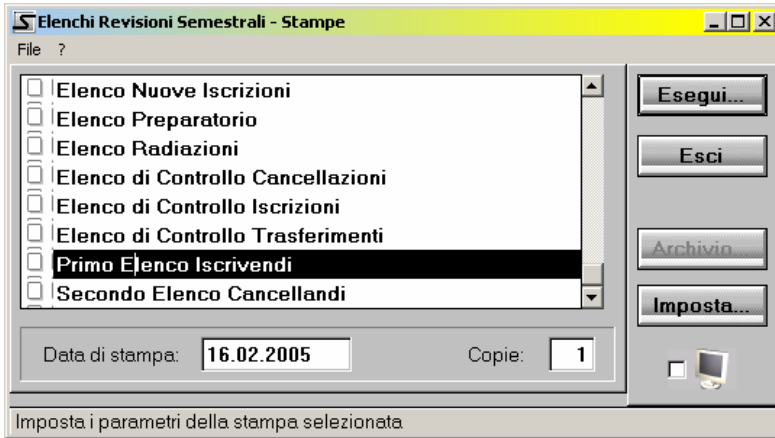 Elenchi Revisioni Semestrali - Stampe
File ?
Elenco Nuove Iscrizioni
Elenco Preparatorio
Elenco Radiazioni
Elenco di Controllo Cancellazioni
Elenco di Controllo Iscrizioni
Elenco di Controllo Trasferimenti
Primo Elenco Iscrivendi
Secondo Elenco Cancellandi
Esegui...
Esci
Archivio...
Imposta...
Data di stampa: 16.02.2005 Copie: 1
Imposta i parametri della stampa selezionata